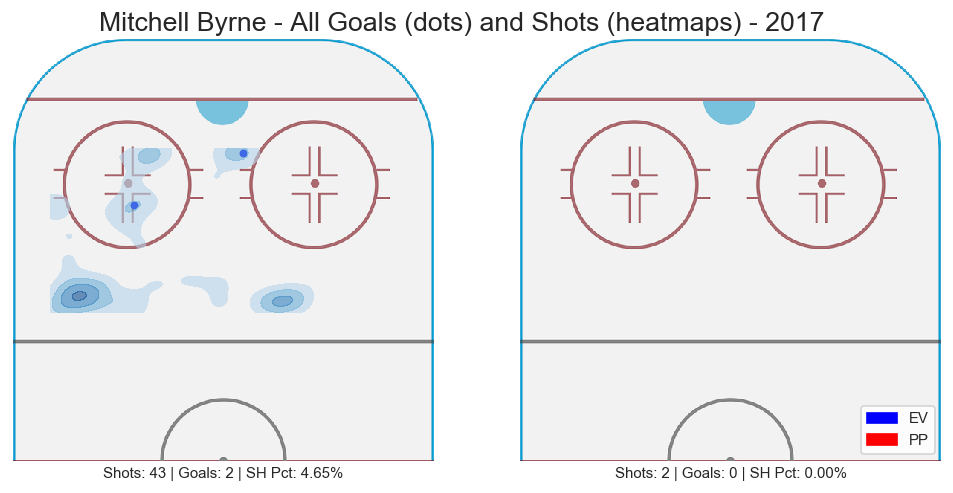 Mitchell Byrne - All Goals (dots) and Shots (heatmaps) - 2017
EV
PP
Shots: 43 | Goals: 2 | SH Pct: 4.65%
Shots: 2 | Goals: 0 | SH Pct: 0.00%